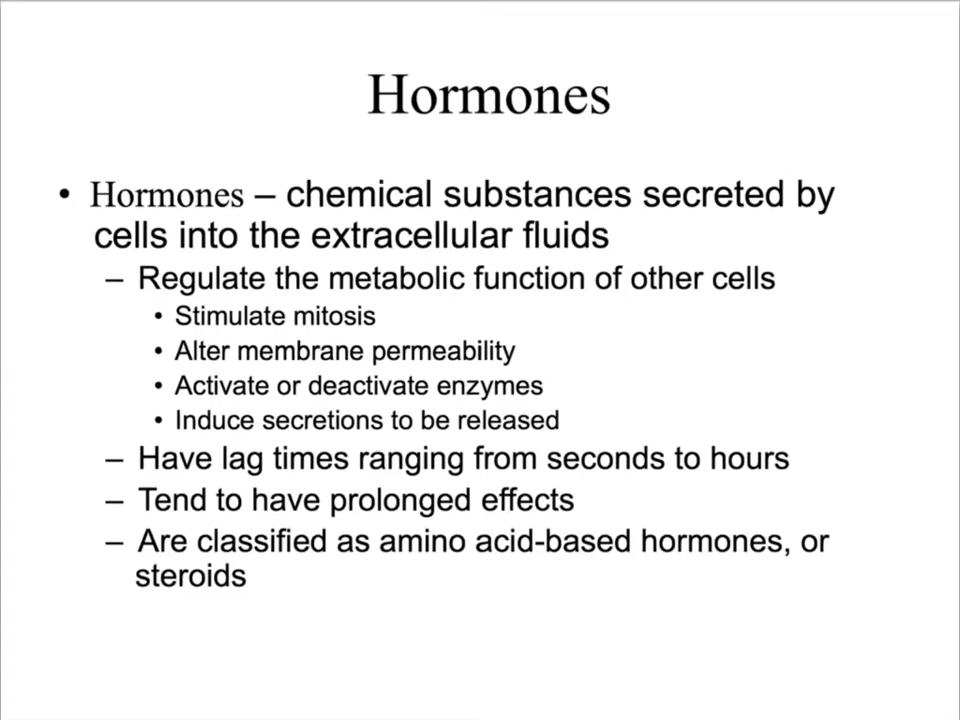 Hormones
• Hormones – chemical substances secreted by
cells into the extracellular fluids
– Regulate the metabolic function of other cells
• Stimulate mitosis
• Alter membrane permeability
• Activate or deactivate enzymes
• Induce secretions to be released
– Have lag times ranging from seconds to hours
– Tend to have prolonged effects
– Are classified as amino acid-based hormones, or
steroids